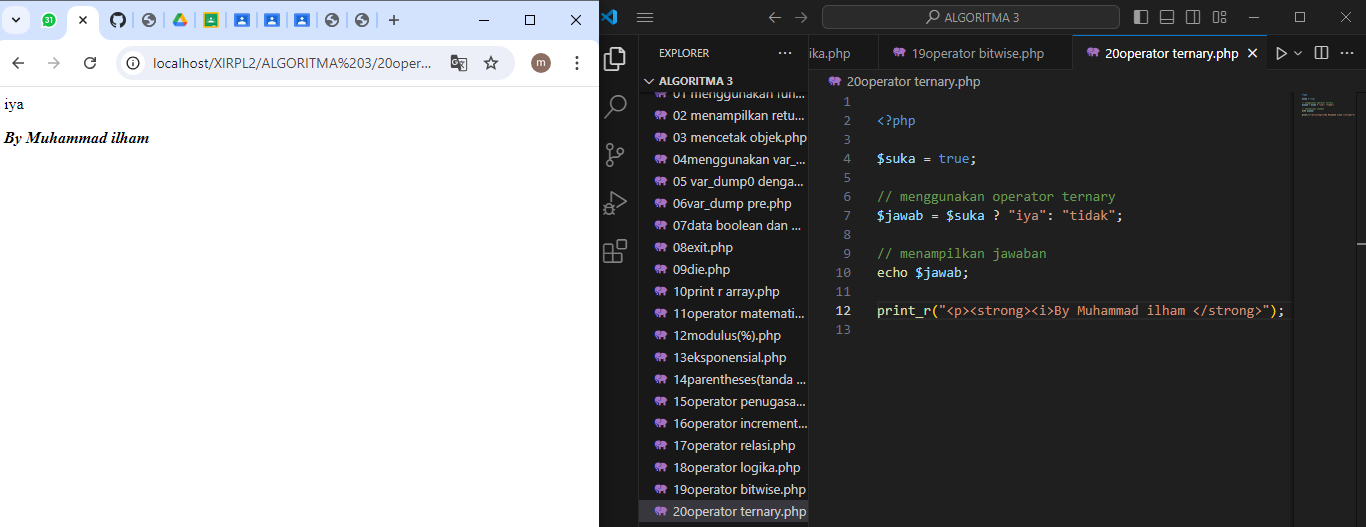 31
localhost/XIRPL2/ALGORITMA%203/20oper...
m
iya
By Muhammad ilham
ALGORITMA 3
EXPLORER
ALGORITMA 3
01 menggunakan fun...
02 menampilkan retu...
03 mencetak objek.php
04menggunakan var_...
05 var_dump0 denga...
06var_dump pre.php
07data boolean dan ...
08exit.php
09die.php
10print r array.php
11operator matemati...
12modulus(%).php
13eksponensial.php
14parentheses(tanda ...
15operator penugasa...
16operator increment...
17operator relasi.php
18operator logika.php
19operator bitwise.php
20operator ternary.php
ika.php
19operator bitwise.php
20operator ternary.php
20operator ternary.php
1
2 <?php
3
4 $suka = true;
5
6 // menggunakan operator ternary
7 $jawab = $suka ? "iya": "tidak";
8
9 // menampilkan jawaban
10 echo $jawab;
11
12 print_r("<p><strong><i>By Muhammad ilham </strong>");
13